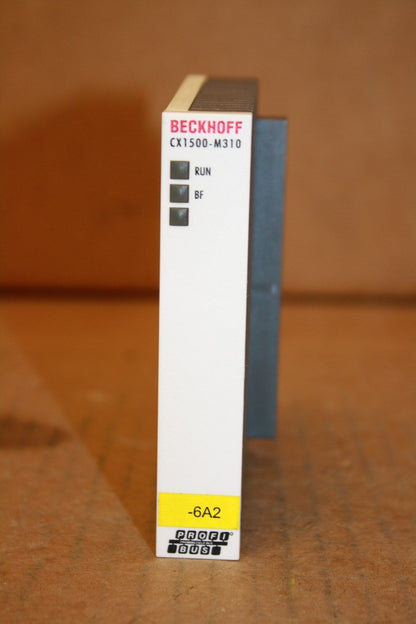 BECKHOFF
CX1500-M310
RUN
BF
-6A2
PROFI®
BUS